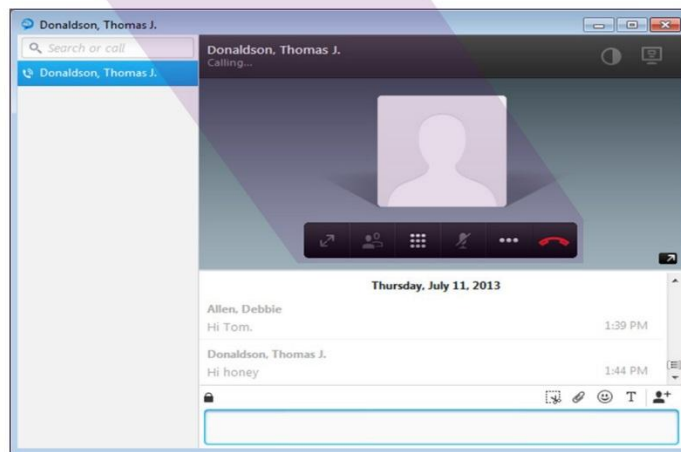 Donaldson, Thomas J.
Search or call
Donaldson, Thomas J.
Donaldson, Thomas J.
Calling...
Thursday, July 11, 2013
Allen, Debbie
Hi Tom. 1:39 PM
Donaldson, Thomas J.
Hi honey 1:44 PM
T